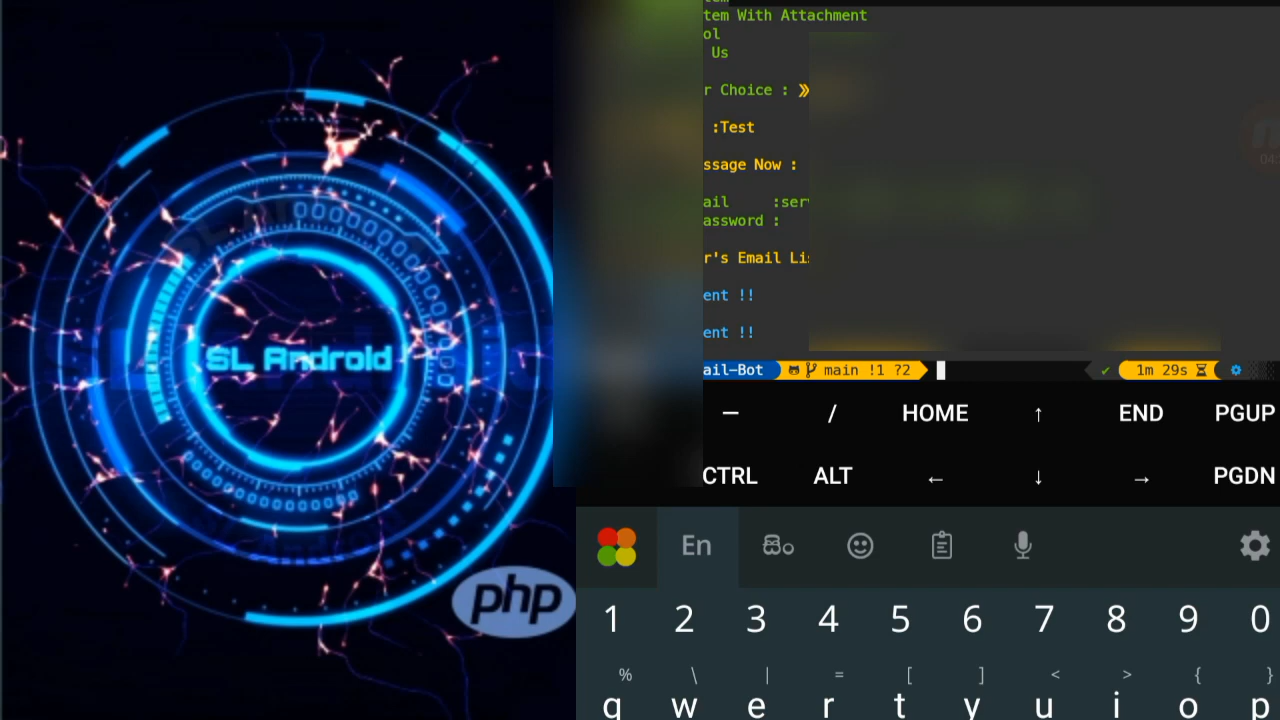 SL Android
php
tem With Attachment
ol
Us
r Choice :
:Test
ssage Now :
ail :ser
assword :
r's Email Li
ent !!
ent !!
ail-Bot main !1 ?2 1m 29s
— / HOME ↑ END PGUP
CTRL ALT ← ↓ → PGDN
En
1 2 3 4 5 6 7 8 9 0
% \ | = [ ] < > { }
q w e r t y u i o p